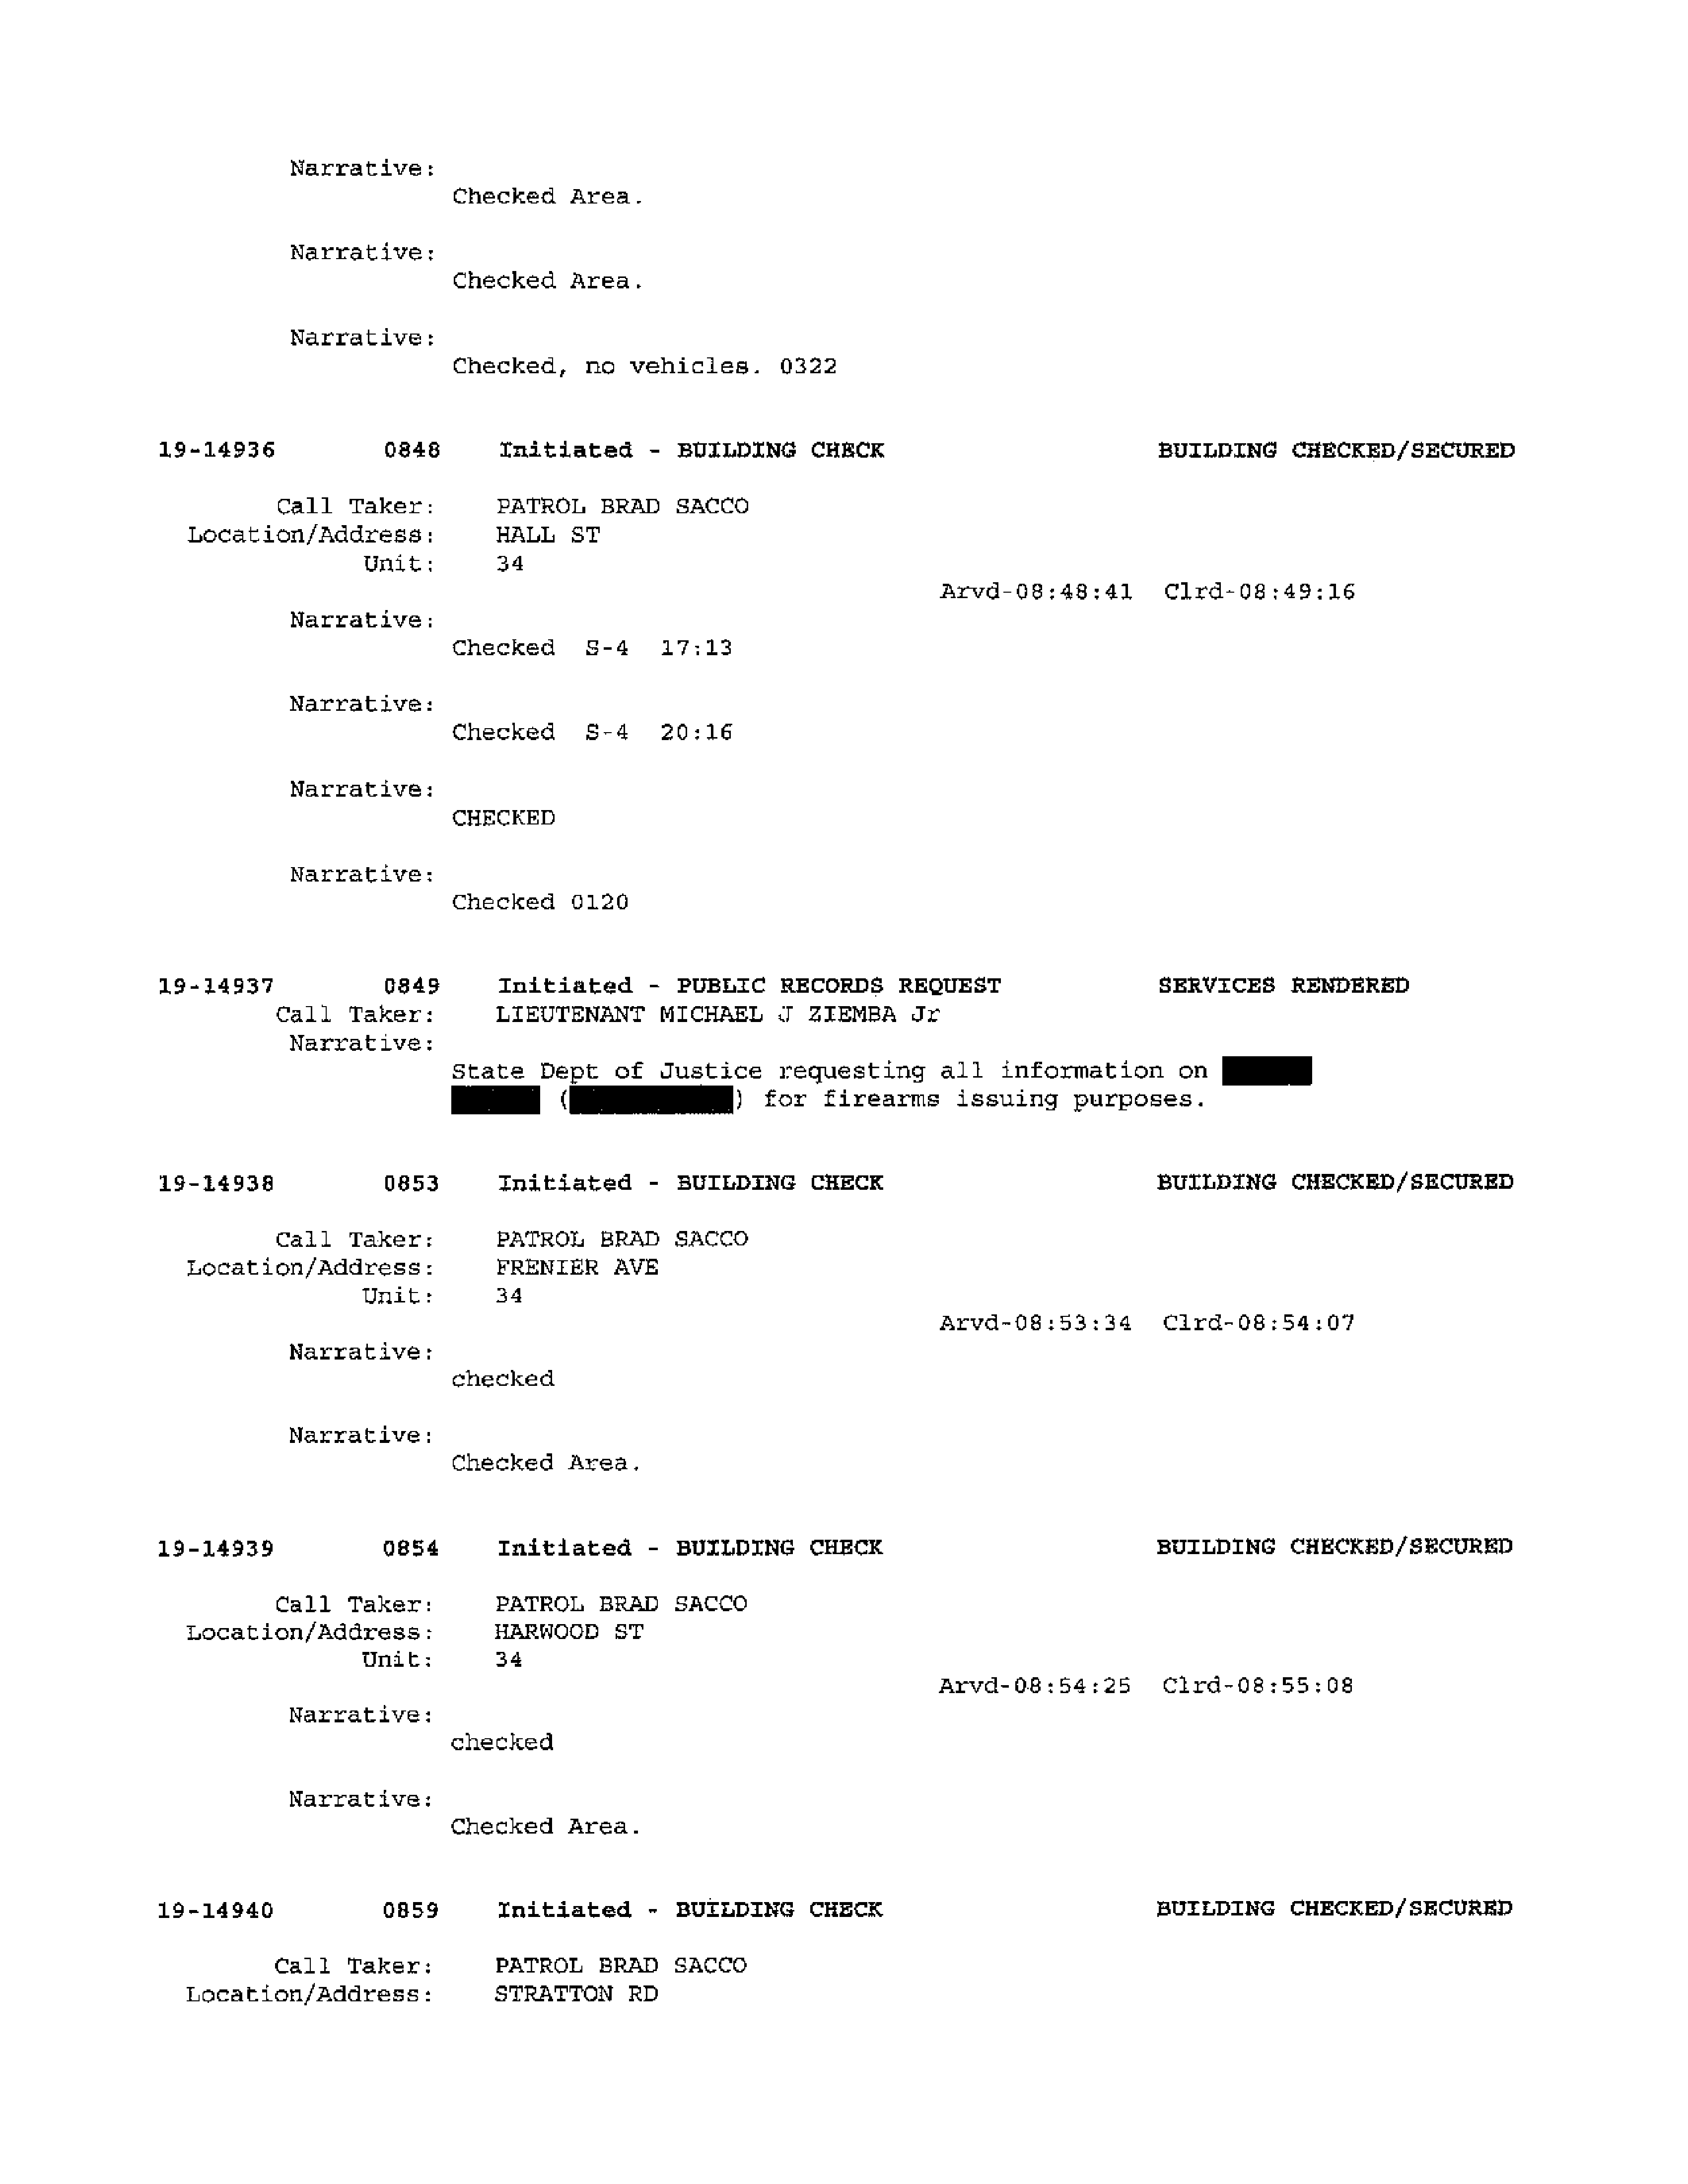 Narrative:
Checked Area.
Narrative:
Checked Area.
Narrative:
Checked, no vehicles. 0322
19-14936 0848 Initiated - BUILDING CHECK BUILDING CHECKED/SECURED
Call Taker: PATROL BRAD SACCO
Location/Address: HALL ST
Unit: 34
Arvd-08:48:41 Clrd-08:49:16
Narrative:
Checked S-4 17:13
Narrative:
Checked S-4 20:16
Narrative:
CHECKED
Narrative:
Checked 0120
19-14937 0849 Initiated - PUBLIC RECORDS REQUEST SERVICES RENDERED
Call Taker: LIEUTENANT MICHAEL J ZIEMBA Jr
Narrative:
State Dept of Justice requesting all information on
( ) for firearms issuing purposes.
19-14938 0853 Initiated - BUILDING CHECK BUILDING CHECKED/SECURED
Call Taker: PATROL BRAD SACCO
Location/Address: FRENIER AVE
Unit: 34
Arvd-08:53:34 Clrd-08:54:07
Narrative:
checked
Narrative:
Checked Area.
19-14939 0854 Initiated - BUILDING CHECK BUILDING CHECKED/SECURED
Call Taker: PATROL BRAD SACCO
Location/Address: HARWOOD ST
Unit: 34
Arvd-08:54:25 Clrd-08:55:08
Narrative:
checked
Narrative:
Checked Area.
19-14940 0859 Initiated - BUILDING CHECK BUILDING CHECKED/SECURED
Call Taker: PATROL BRAD SACCO
Location/Address: STRATTON RD